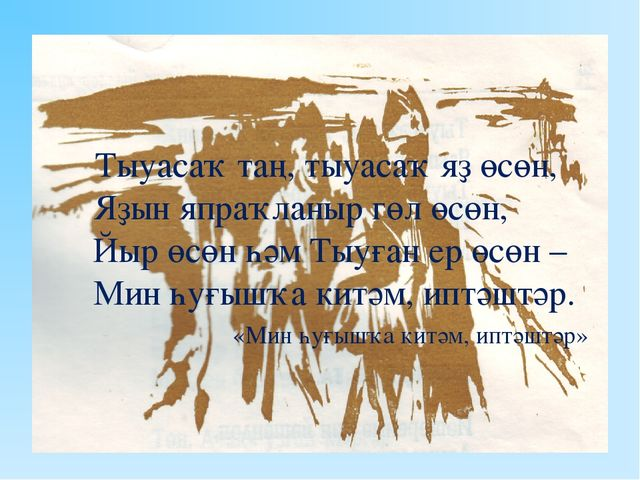 Тыуасаҡ таң, тыуасаҡ яҙ өсөн,
Яҙын япраҡланыр гөл өсөн,
Йыр өсөн һәм Тыуған ер өсөн –
Мин һуғышҡа китәм, иптәштәр.
«Мин һуғышҡа китәм, иптәштәр»